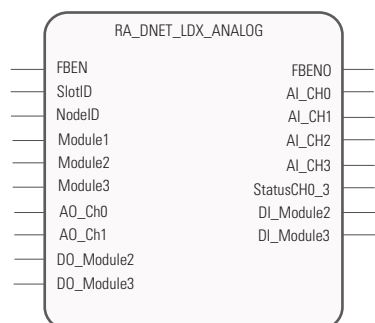 RA_DNET_LDX_ANALOG
FBEN
FBENO
SlotID
AI_CH0
NodeID
AI_CH1
Module1
AI_CH2
Module2
AI_CH3
Module3
StatusCH0_3
AO_Ch0
DI_Module2
AO_Ch1
DI_Module3
DO_Module2
DO_Module3